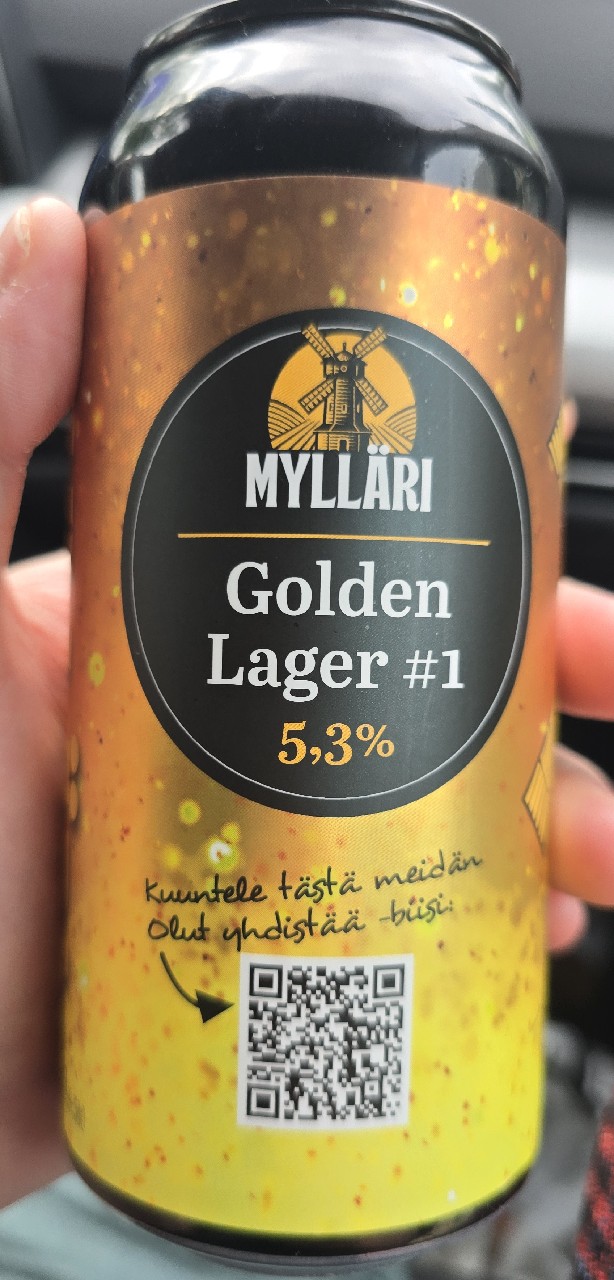 MYLLÄRI
Golden
Lager #1
5,3%
Kuuntele tästä meidän
Olut yhdistää -biisi: